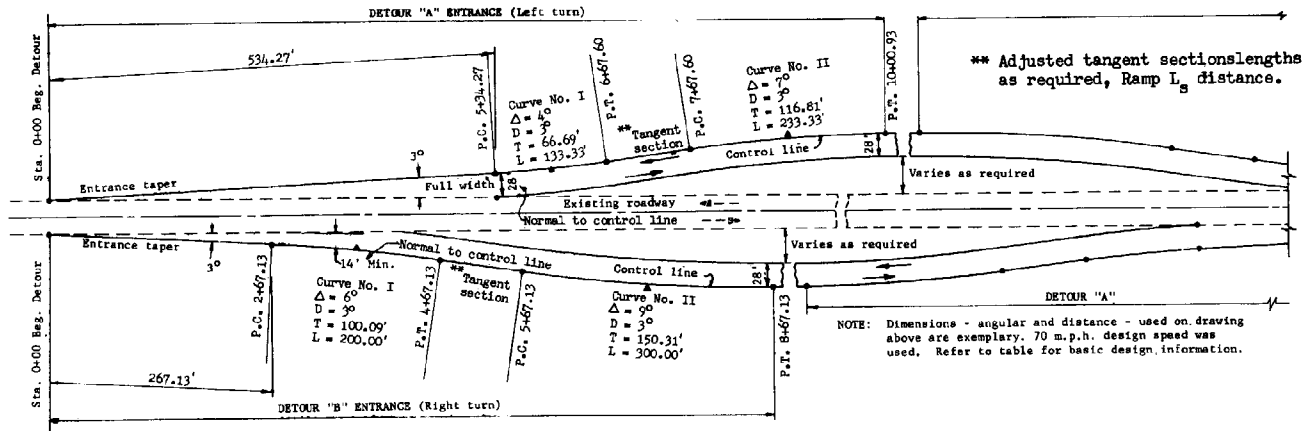 DETOUR "A" ENTRANCE (Left turn)
534.27'
Sta. 0+00 Beg. Detour
P.C. 5+34.27
Curve No. I
Δ = 4°
D = 3°
T = 66.69'
L = 133.33'
P.T. 6+67.60
** Tangent
section
P.C. 7+67.60
Curve No. II
Δ = 7°
D = 3°
T = 116.81'
L = 233.33'
P.T. 10+00.93
** Adjusted tangent sectionslengths
as required, Ramp Ls distance.
3°
Entrance taper
Full width
28'
Control line
28'
Varies as required
Existing roadway
A
Normal to control line
B
Entrance taper
3°
14' Min.
Normal to control line
Control line
28'
Varies as required
Sta. 0+00 Beg. Detour
P.C. 2+67.13
Curve No. I
Δ = 6°
D = 3°
T = 100.09'
L = 200.00'
P.T. 4+67.13
** Tangent
section
P.C. 5+67.13
Curve No. II
Δ = 9°
D = 3°
T = 150.31'
L = 300.00'
P.T. 8+67.13
DETOUR "A"
NOTE: Dimensions - angular and distance - used on drawing
above are exemplary. 70 m.p.h. design speed was
used. Refer to table for basic design information.
267.13'
DETOUR "B" ENTRANCE (Right turn)